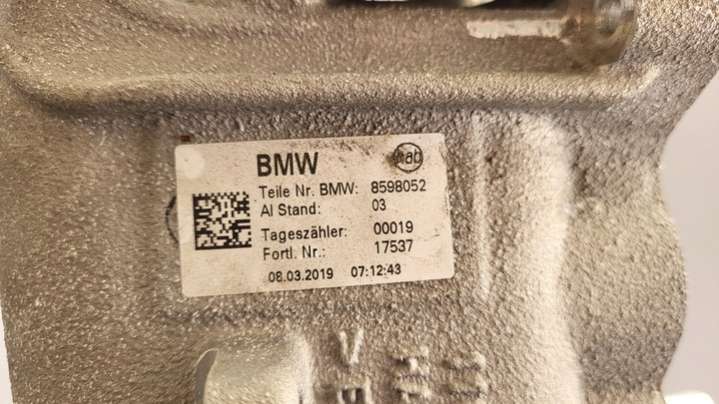 BMW
Teile Nr. BMW: 8598052
AI Stand: 03
Tageszähler: 00019
Fortl. Nr.: 17537
08.03.2019 07:12:43
V